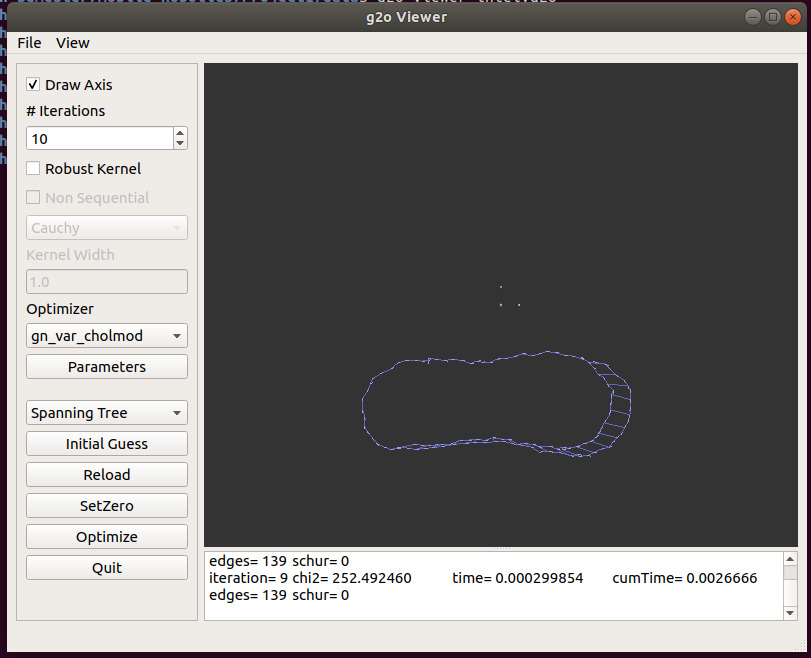 g2o Viewer
File View
Draw Axis
# Iterations
10
Robust Kernel
Non Sequential
Cauchy
Kernel Width
1.0
Optimizer
gn_var_cholmod
Parameters
Spanning Tree
Initial Guess
Reload
SetZero
Optimize
Quit
edges= 139 schur= 0
iteration= 9 chi2= 252.492460 time= 0.000299854 cumTime= 0.0026666
edges= 139 schur= 0